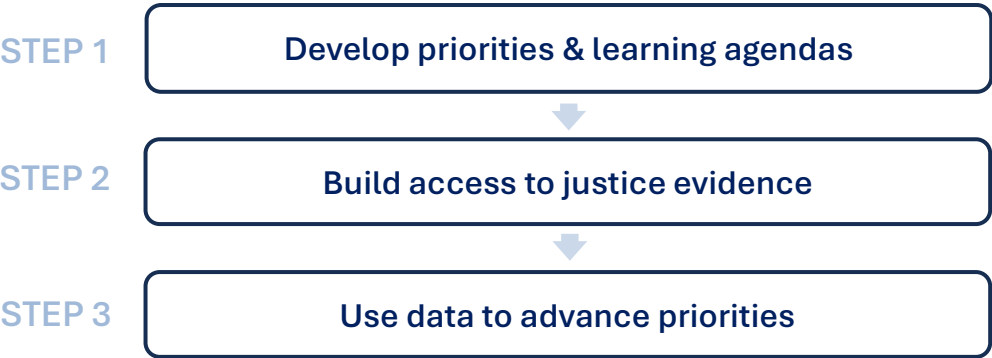 STEP 1
Develop priorities & learning agendas
STEP 2
Build access to justice evidence
STEP 3
Use data to advance priorities